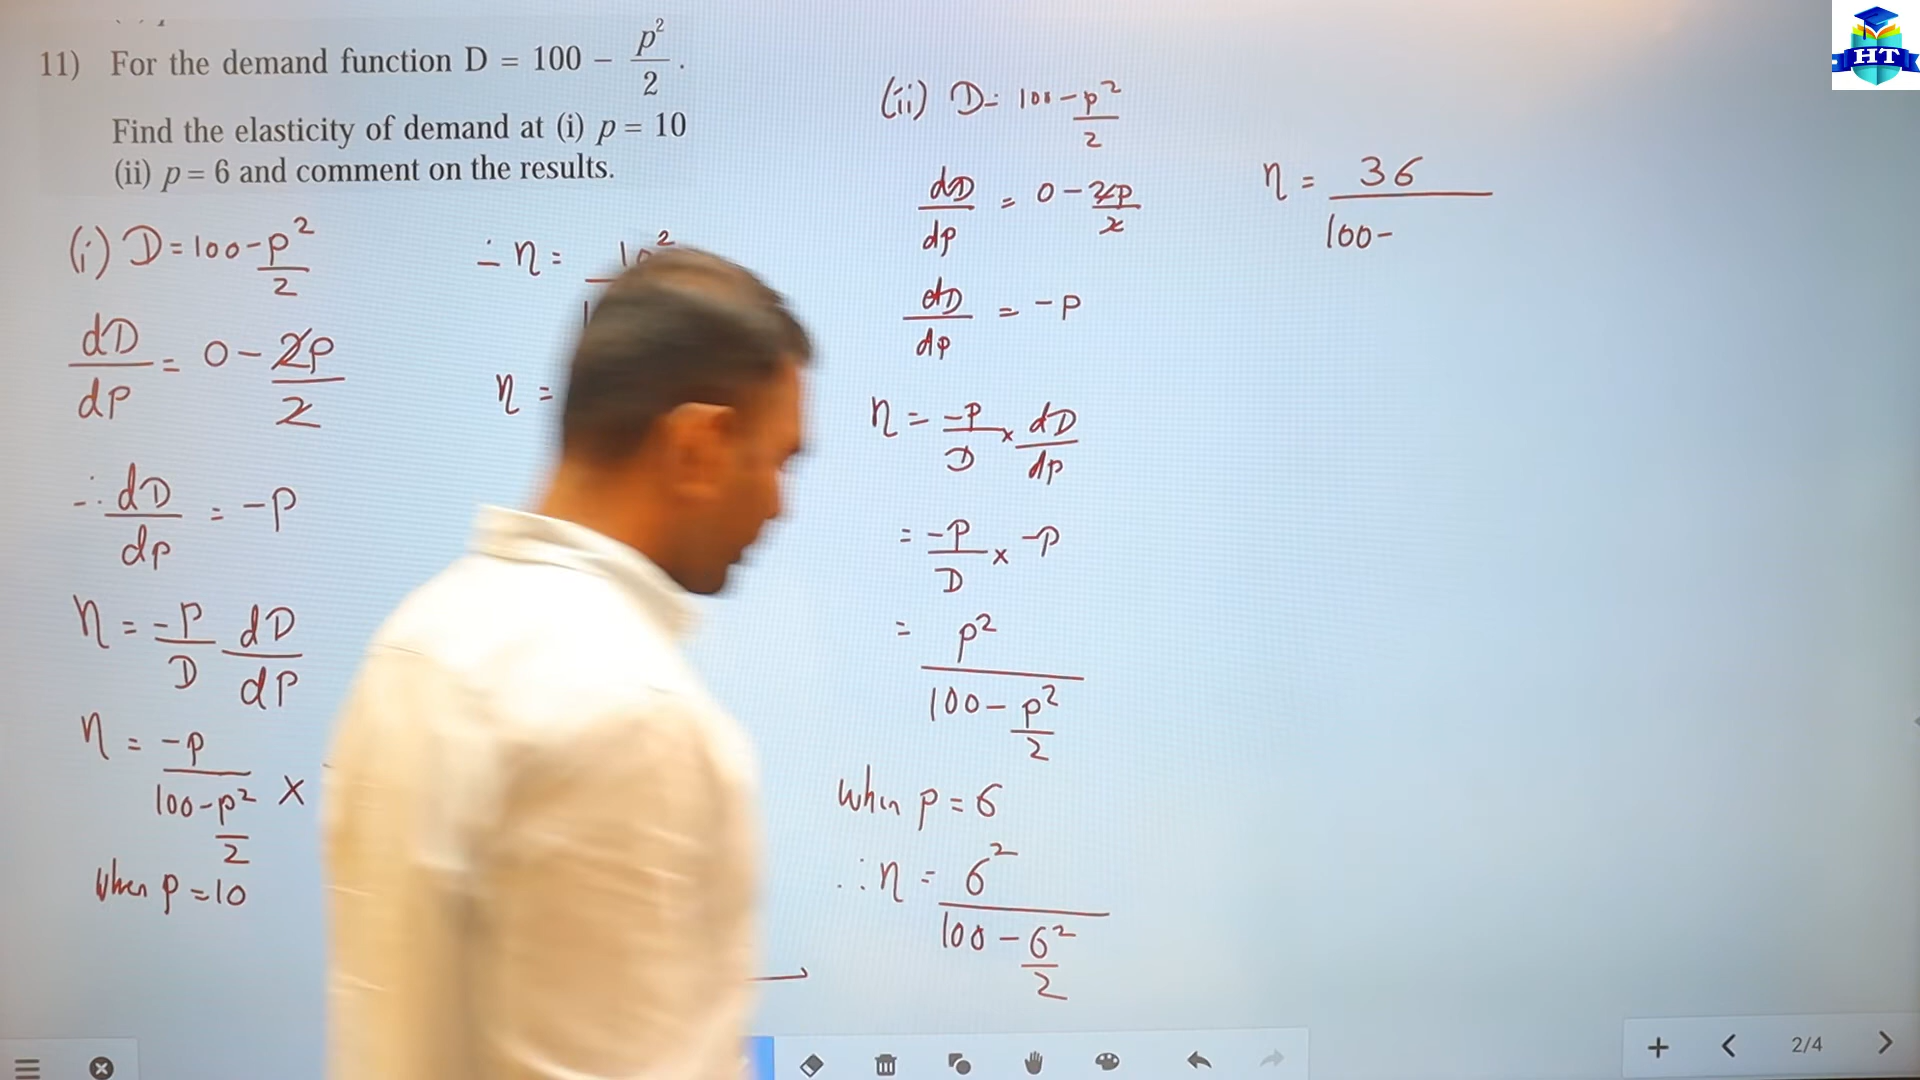 11) For the demand function D = 100 − p²/2 .
Find the elasticity of demand at (i) p = 10
(ii) p = 6 and comment on the results.
(i) D = 100 - p²/2
dD/dp = 0 - 2p/2
∴ dD/dp = -p
η = -p/D dD/dp
η = -p/(100 - p²/2) ×
when p = 10
∴ η = 10²
η =
(ii) D = 100 - p²/2
dD/dp = 0 - 2p/2
dD/dp = -p
η = -p/D × dD/dp
= -p/D × -p
= p²/(100 - p²/2)
when p = 6
∴ η = 6²/(100 - 6²/2)
η = 36/(100 -
HT
2/4